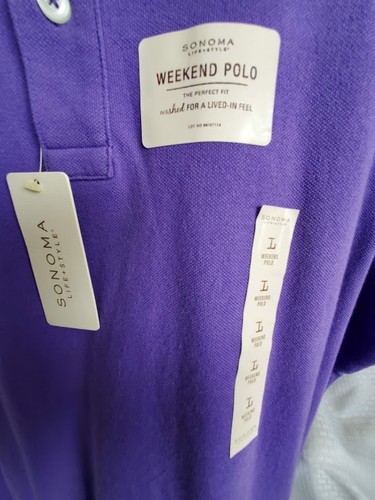 SONOMA
LIFE+STYLE®
WEEKEND POLO
THE PERFECT FIT
washed FOR A LIVED-IN FEEL
SONOMA
LIFE+STYLE®
SONOMA
L
WEEKEND
POLO
L
WEEKEND
POLO
L
WEEKEND
POLO
L
WEEKEND
POLO
L
WEEKEND
POLO